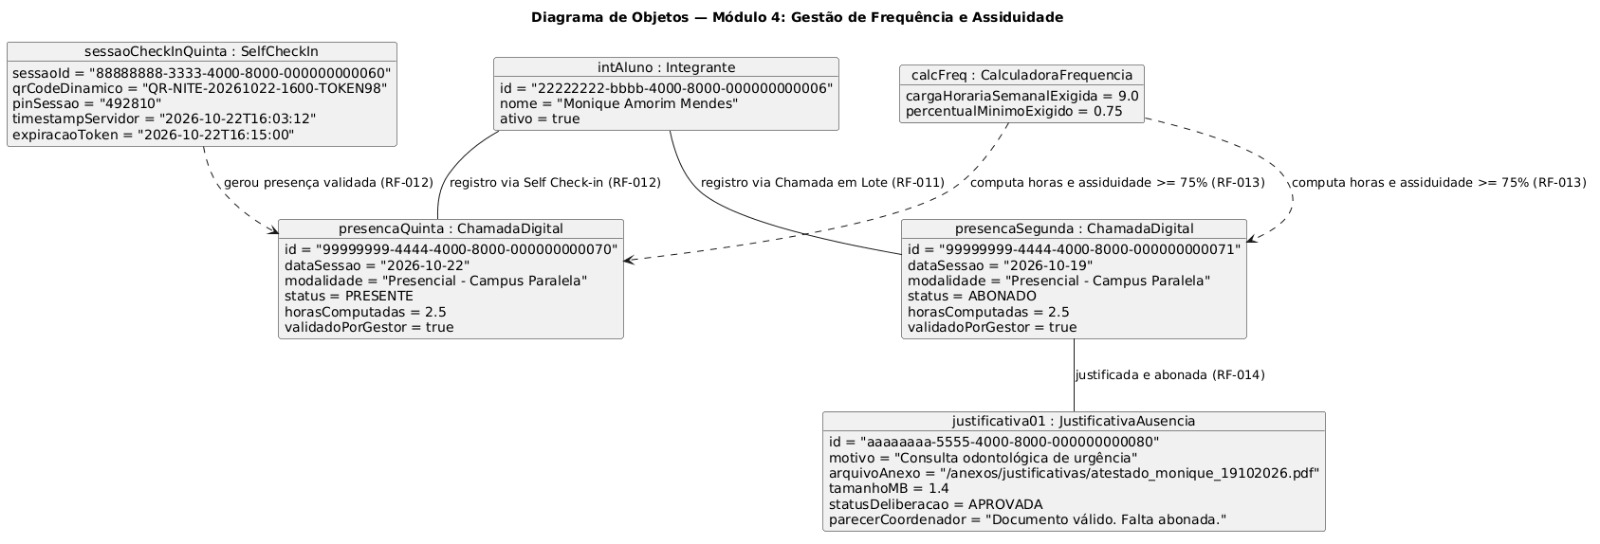 Diagrama de Objetos — Módulo 4: Gestão de Frequência e Assiduidade
sessaoCheckInQuinta : SelfCheckIn
sessaoId = "88888888-3333-4000-8000-000000000060"
qrCodeDinamico = "QR-NITE-20261022-1600-TOKEN98"
pinSessao = "492810"
timestampServidor = "2026-10-22T16:03:12"
expiracaoToken = "2026-10-22T16:15:00"
intAluno : Integrante
id = "22222222-bbbb-4000-8000-000000000006"
nome = "Monique Amorim Mendes"
ativo = true
calcFreq : CalculadoraFrequencia
cargaHorariaSemanalExigida = 9.0
percentualMinimoExigido = 0.75
gerou presença validada (RF-012)
registro via Self Check-in (RF-012)
registro via Chamada em Lote (RF-011)
computa horas e assiduidade >= 75% (RF-013)
computa horas e assiduidade >= 75% (RF-013)
presencaQuinta : ChamadaDigital
id = "99999999-4444-4000-8000-000000000070"
dataSessao = "2026-10-22"
modalidade = "Presencial - Campus Paralela"
status = PRESENTE
horasComputadas = 2.5
validadoPorGestor = true
presencaSegunda : ChamadaDigital
id = "99999999-4444-4000-8000-000000000071"
dataSessao = "2026-10-19"
modalidade = "Presencial - Campus Paralela"
status = ABONADO
horasComputadas = 2.5
validadoPorGestor = true
justificada e abonada (RF-014)
justificativa01 : JustificativaAusencia
id = "aaaaaaaa-5555-4000-8000-000000000080"
motivo = "Consulta odontológica de urgência"
arquivoAnexo = "/anexos/justificativas/atestado_monique_19102026.pdf"
tamanhoMB = 1.4
statusDeliberacao = APROVADA
parecerCoordenador = "Documento válido. Falta abonada."